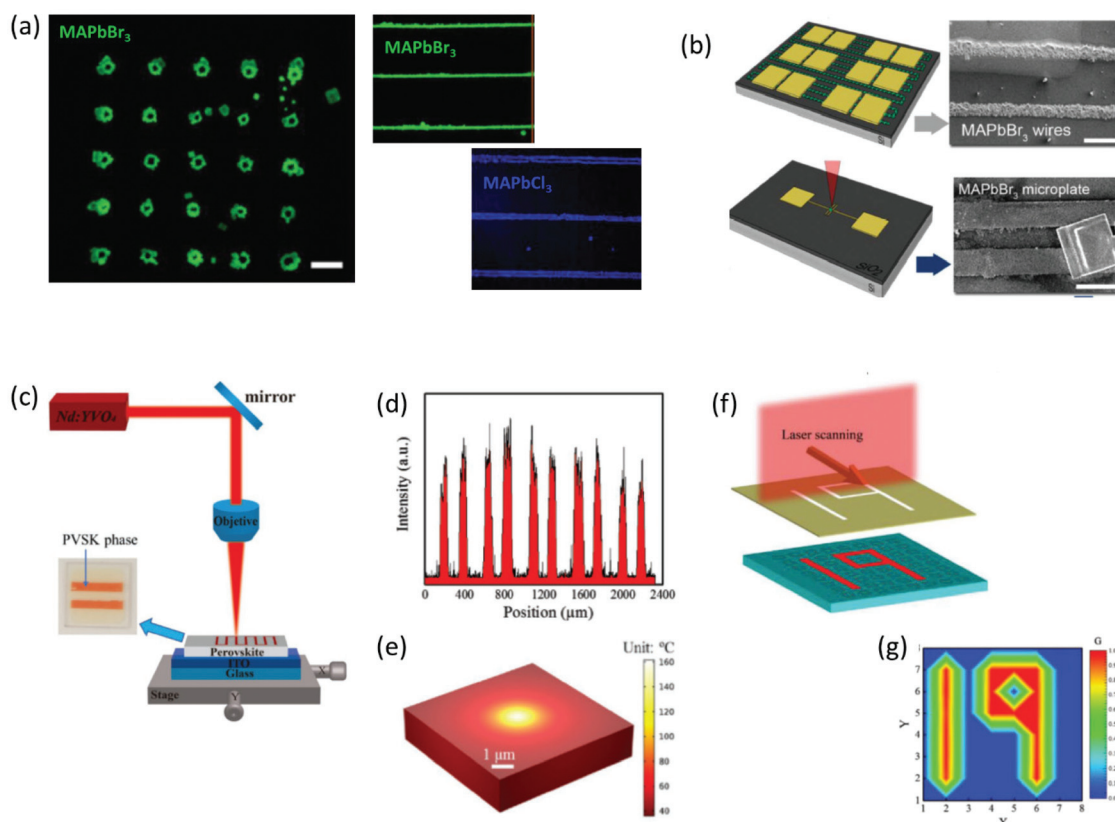 (a)
MAPbBr3
MAPbBr3
MAPbCl3
(b)
MAPbBr3 wires
MAPbBr3 microplate
SiO2
(c)
Nd:YVO4
mirror
Objetive
PVSK phase
Perovskite
ITO
Glass
Stage
Y
X
(d)
Intensity (a.u.)
0 400 800 1200 1600 2000 2400
Position (µm)
(e)
Unit: °C
160
140
120
100
80
60
40
1 µm
(f)
Laser scanning
(g)
G
Y
8
7
6
5
4
3
2
1
1 2 3 4 5 6 7 8